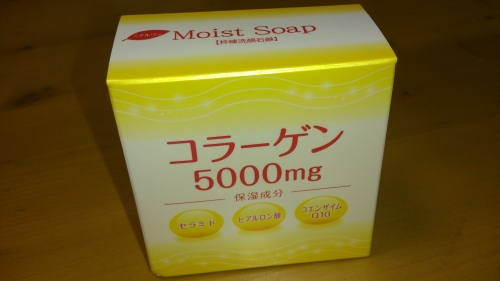 Moist Soap
【枠練洗顔石鹸】
コラーゲン
5000mg
保湿成分
セラミド
ヒアルロン酸
コエンザイム
Q10